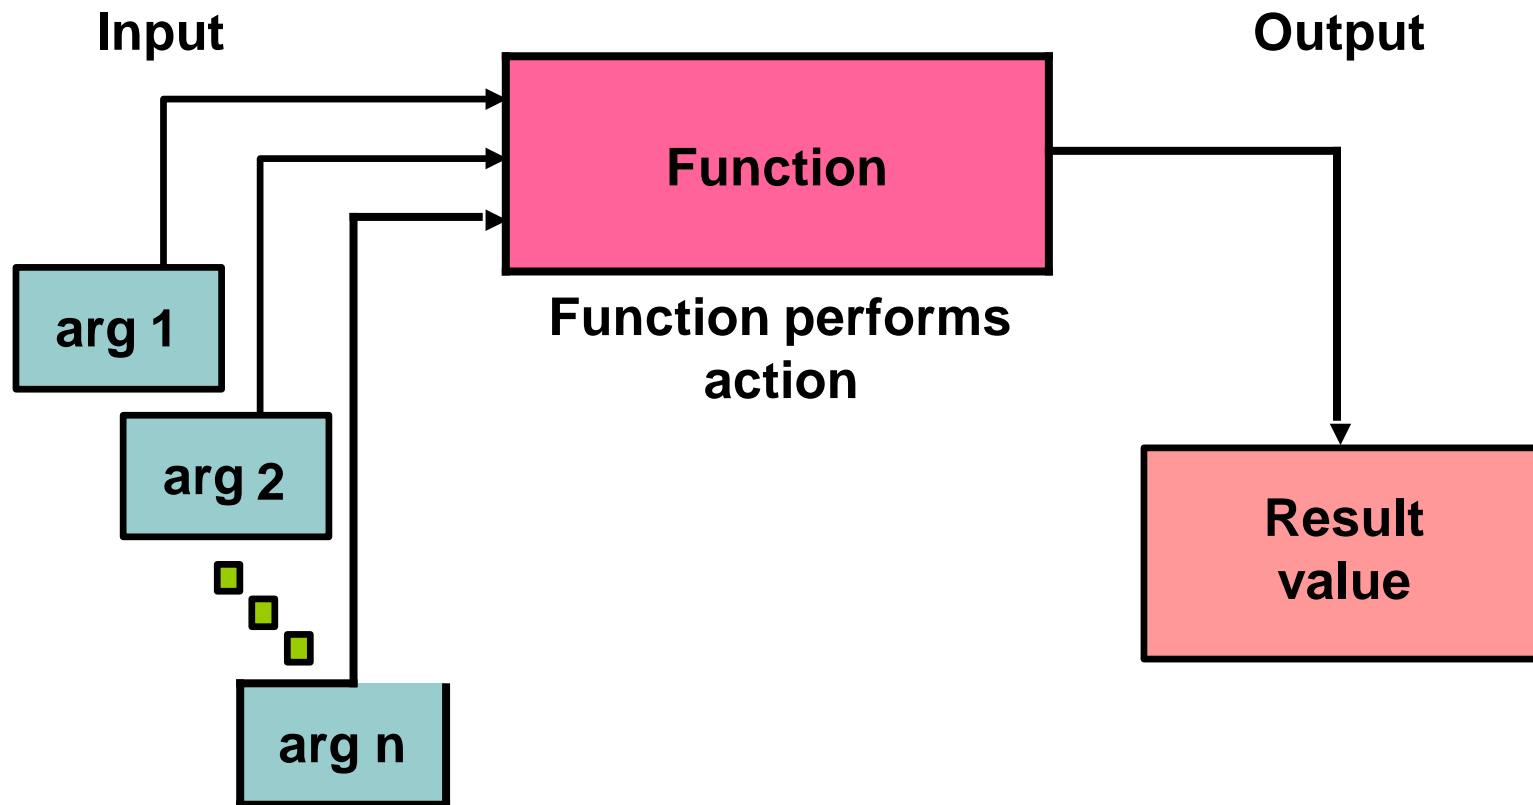 Input
Output
Function
Function performs
action
arg 1
arg 2
arg n
Result
value